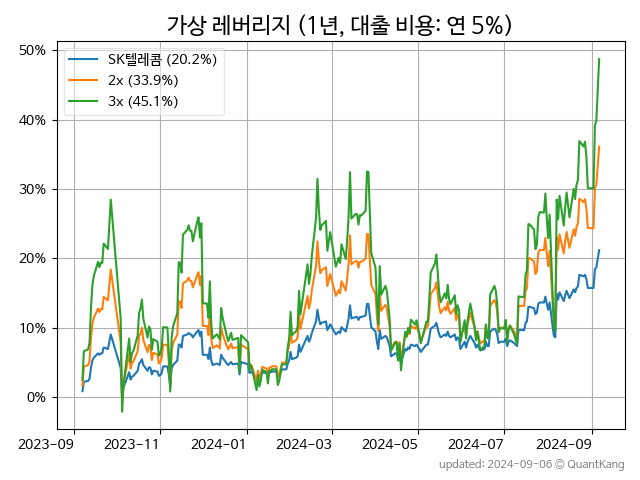 가상 레버리지 (1년, 대출 비용: 연 5%)
SK텔레콤 (20.2%)
2x (33.9%)
3x (45.1%)
50%
40%
30%
20%
10%
0%
2023-09 2023-11 2024-01 2024-03 2024-05 2024-07 2024-09
updated: 2024-09-06 © QuantKang